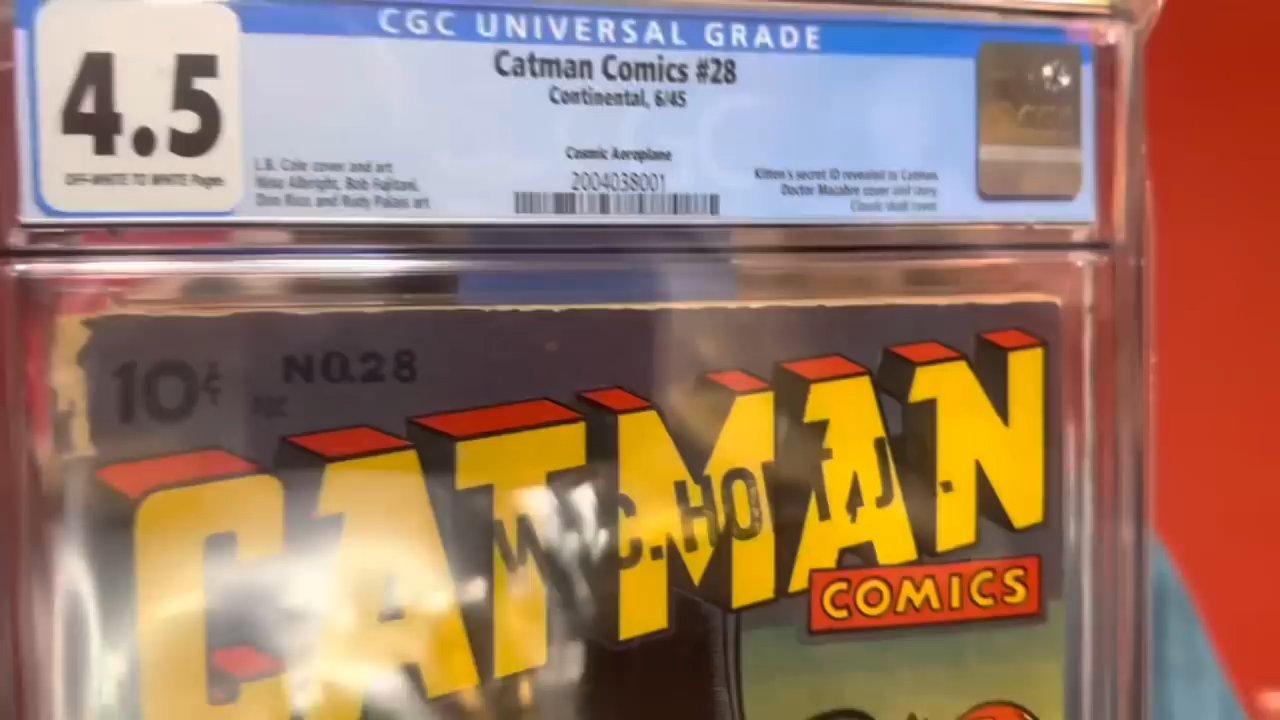 CGC UNIVERSAL GRADE
4.5
OFF-WHITE TO WHITE Pages
Catman Comics #28
Continental, 6/45
Cosmic Aeroplane
2004038001
L.B. Cole cover and art
Nina Albright, Bob Fujitani,
Don Rico and Rudy Palais art
Kitten's secret ID revealed to Catman.
Doctor Macabre cover and story
Classic skull cover
10¢ NO.28
CATMAN
COMICS